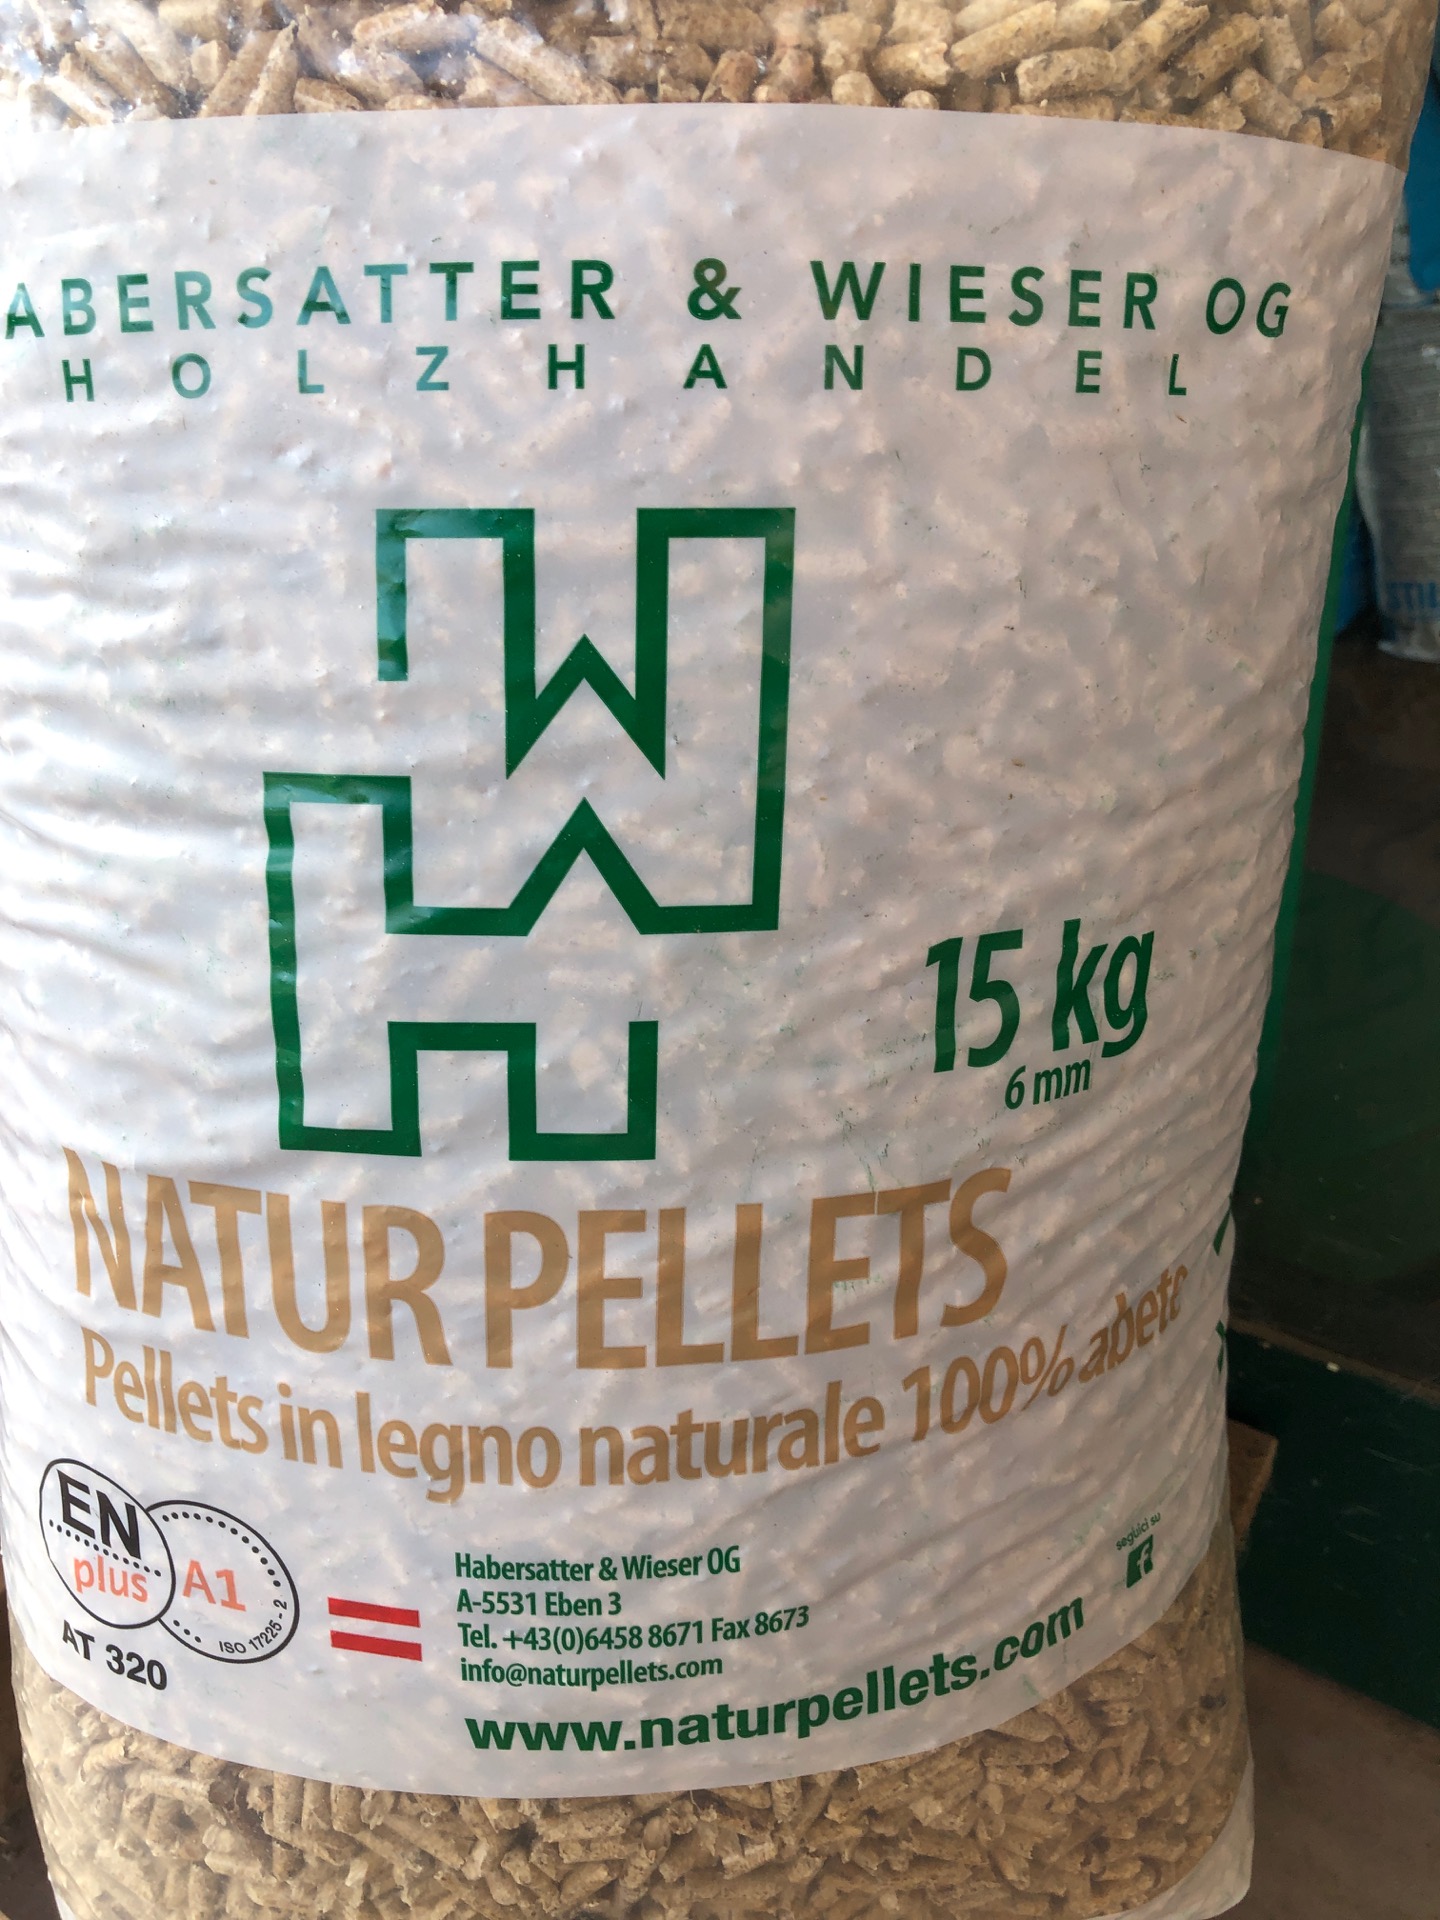 ABERSATTER & WIESER OG
HOLZHANDEL
15 kg
6 mm
NATUR PELLETS
Pellets in legno naturale 100% abete
EN
plus
A1
ISO 17225-2
AT 320
Habersatter & Wieser OG
A-5531 Eben 3
Tel. +43(0)6458 8671 Fax 8673
info@naturpellets.com
www.naturpellets.com
seguici su
f